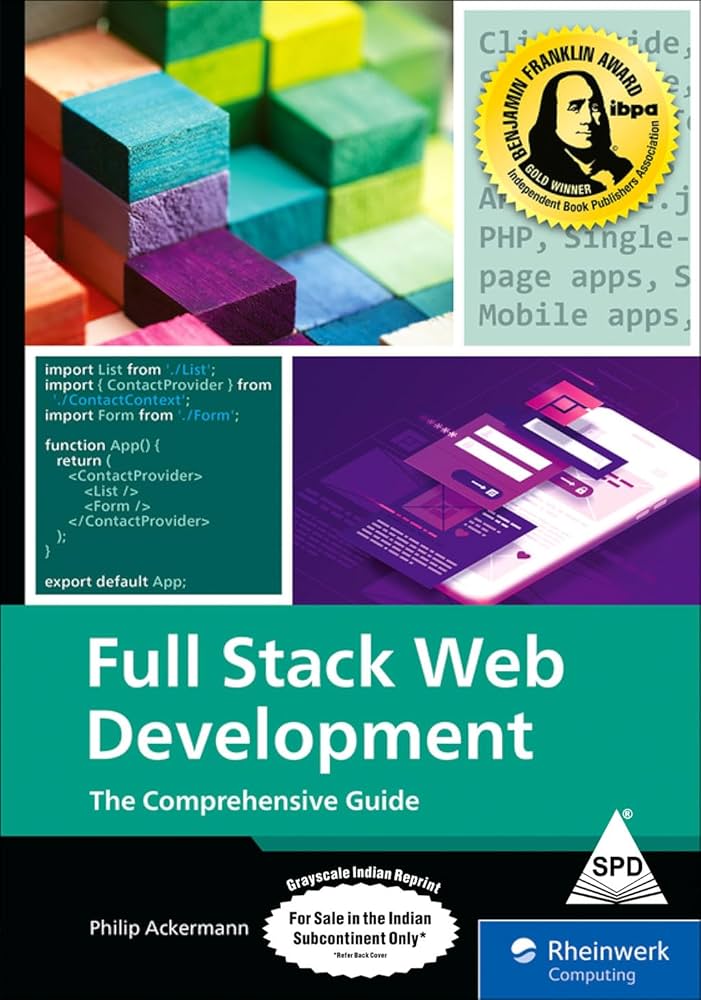 BENJAMIN FRANKLIN AWARD
ibpa
GOLD WINNER
Independent Book Publishers Association
PHP, Single-
page apps, S
Mobile apps,
import List from './List';
import { ContactProvider } from
'./ContactContext';
import Form from './Form';
function App() {
return (
<ContactProvider>
<List />
<Form />
</ContactProvider>
);
}
export default App;
Full Stack Web
Development
The Comprehensive Guide
®
SPD
Grayscale Indian Reprint
For Sale in the Indian
Subcontinent Only*
*Refer Back Cover
Philip Ackermann
Rheinwerk
Computing